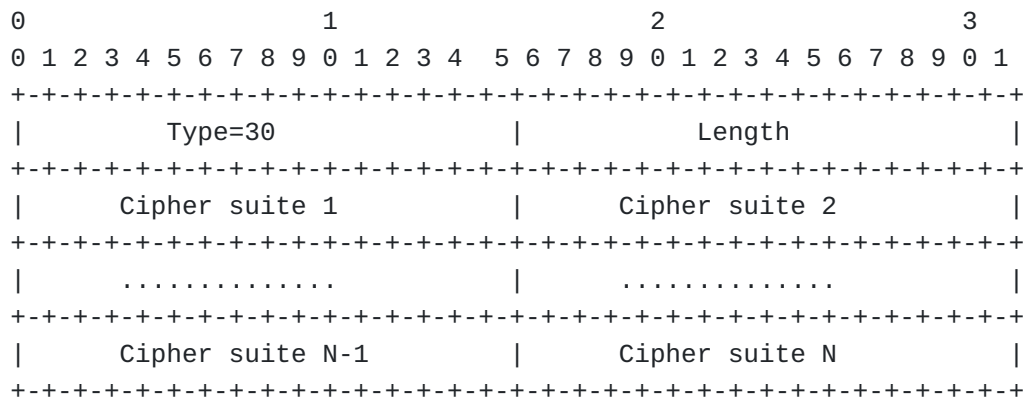 0                   1                    2                   3
0 1 2 3 4 5 6 7 8 9 0 1 2 3 4  5 6 7 8 9 0 1 2 3 4 5 6 7 8 9 0 1
+-+-+-+-+-+-+-+-+-+-+-+-+-+-+-+-+-+-+-+-+-+-+-+-+-+-+-+-+-+-+-+-+
|         Type=30               |           Length              |
+-+-+-+-+-+-+-+-+-+-+-+-+-+-+-+-+-+-+-+-+-+-+-+-+-+-+-+-+-+-+-+-+
|      Cipher suite 1           |      Cipher suite 2           |
+-+-+-+-+-+-+-+-+-+-+-+-+-+-+-+-+-+-+-+-+-+-+-+-+-+-+-+-+-+-+-+-+
|      ..............           |      ..............           |
+-+-+-+-+-+-+-+-+-+-+-+-+-+-+-+-+-+-+-+-+-+-+-+-+-+-+-+-+-+-+-+-+
|      Cipher suite N-1         |      Cipher suite N           |
+-+-+-+-+-+-+-+-+-+-+-+-+-+-+-+-+-+-+-+-+-+-+-+-+-+-+-+-+-+-+-+-+